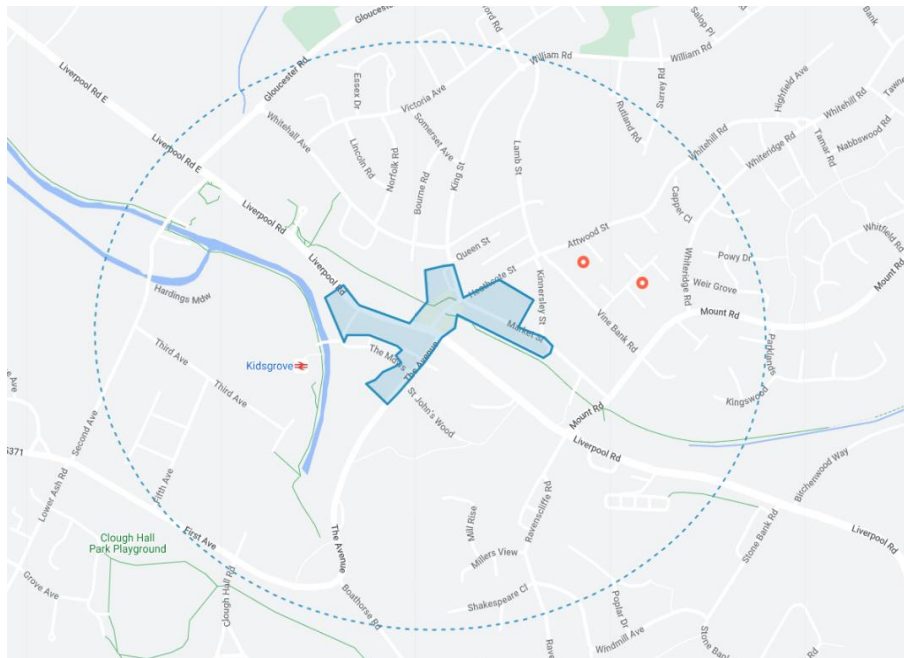 Gloucester
Salop Pl
Bank
William Rd
William Rd
Liverpool Rd E
Gloucester Rd
Essex Dr
Victoria Ave
Surrey Rd
Rutland Rd
Highfield Ave
Whitehill Rd
Whitehall Ave
Somerset Ave
Lincoln Rd
Norfolk Rd
King St
Lamb St
Whitehill Rd
Whiteridge Rd
Tamar Rd
Nabbswood Rd
Liverpool Rd E
Bourne Rd
Capper Cl
Liverpool Rd
Queen St
Attwood St
Whitfield Rd
Heathcote St
Kinnersley St
Whiteridge Rd
Powy Dr
Liverpool Rd
Weir Grove
Mount Rd
Hardings Mdw
Market St
Vine Bank Rd
Mount Rd
Third Ave
The Avenue
Parklands
Kidsgrove
Third Ave
St John's Wood
Kingswood
Mount Rd
Second Ave
Liverpool Rd
5371
Fifth Ave
Lower Ash Rd
Ravenscliffe Rd
Birchenwood Way
First Ave
The Avenue
Mill Rise
Stone Bank Rd
Liverpool Rd
Clough Hall
Park Playground
Millers View
Grove Ave
Clough Hall Rd
Boathorse Rd
Shakespeare Cl
Poplar Dr
Windmill Ave
Stone Bank